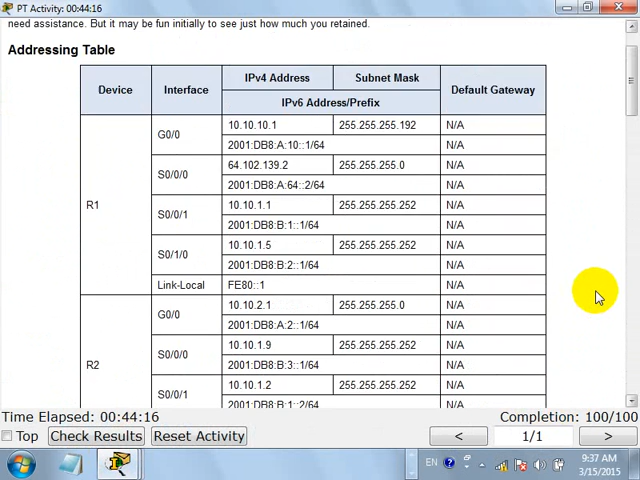 PT Activity: 00:44:16
need assistance. But it may be fun initially to see just how much you retained.
Addressing Table
Device Interface IPv4 Address Subnet Mask Default Gateway
IPv6 Address/Prefix
R1 G0/0 10.10.10.1 255.255.255.192 N/A
2001:DB8:A:10::1/64 N/A
S0/0/0 64.102.139.2 255.255.255.0 N/A
2001:DB8:A:64::2/64 N/A
S0/0/1 10.10.1.1 255.255.255.252 N/A
2001:DB8:B:1::1/64 N/A
S0/1/0 10.10.1.5 255.255.255.252 N/A
2001:DB8:B:2::1/64 N/A
Link-Local FE80::1 N/A
R2 G0/0 10.10.2.1 255.255.255.0 N/A
2001:DB8:A:2::1/64 N/A
S0/0/0 10.10.1.9 255.255.255.252 N/A
2001:DB8:B:3::1/64 N/A
S0/0/1 10.10.1.2 255.255.255.252 N/A
2001:DB8:B:1::2/64 N/A
Time Elapsed: 00:44:16 Completion: 100/100
Top Check Results Reset Activity < 1/1 >
EN 9:37 AM
3/15/2015